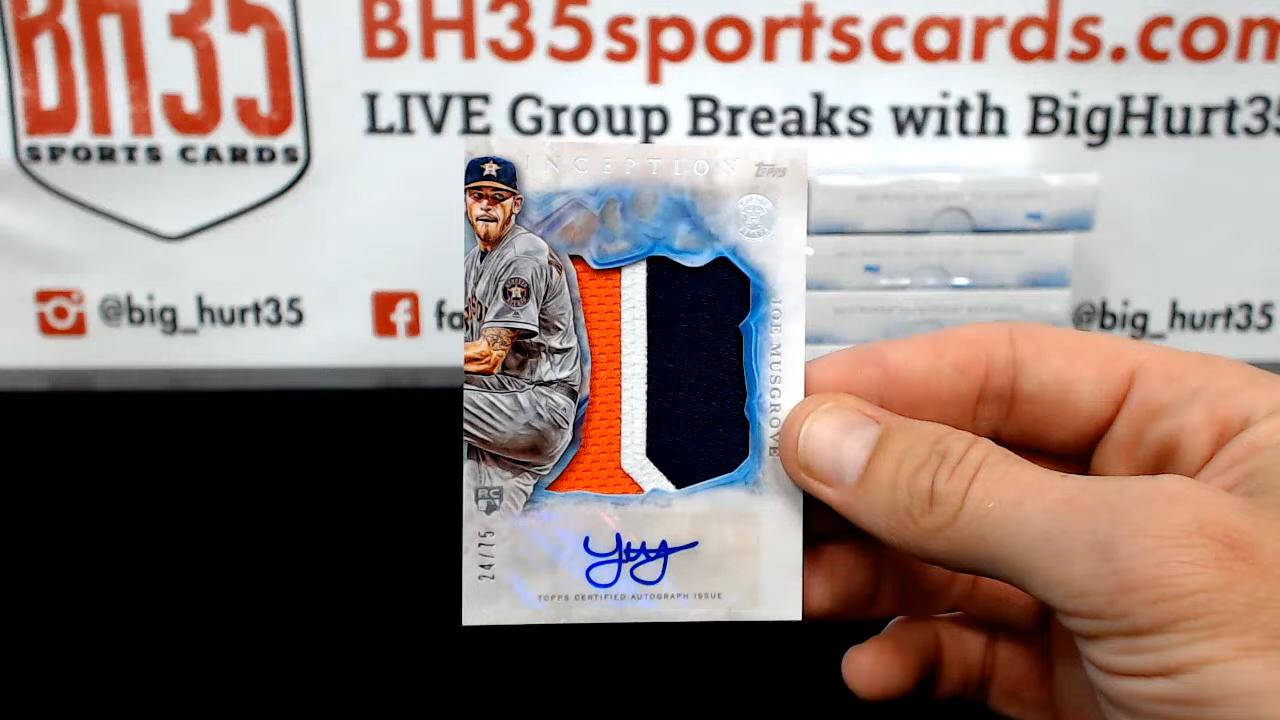 BH35
SPORTS CARDS
BH35sportscards.com
LIVE Group Breaks with BigHurt35
@big_hurt35
fa
@big_hurt35
INCEPTION
TOPPS
JOE MUSGROVE
RC
24/75
TOPPS CERTIFIED AUTOGRAPH ISSUE